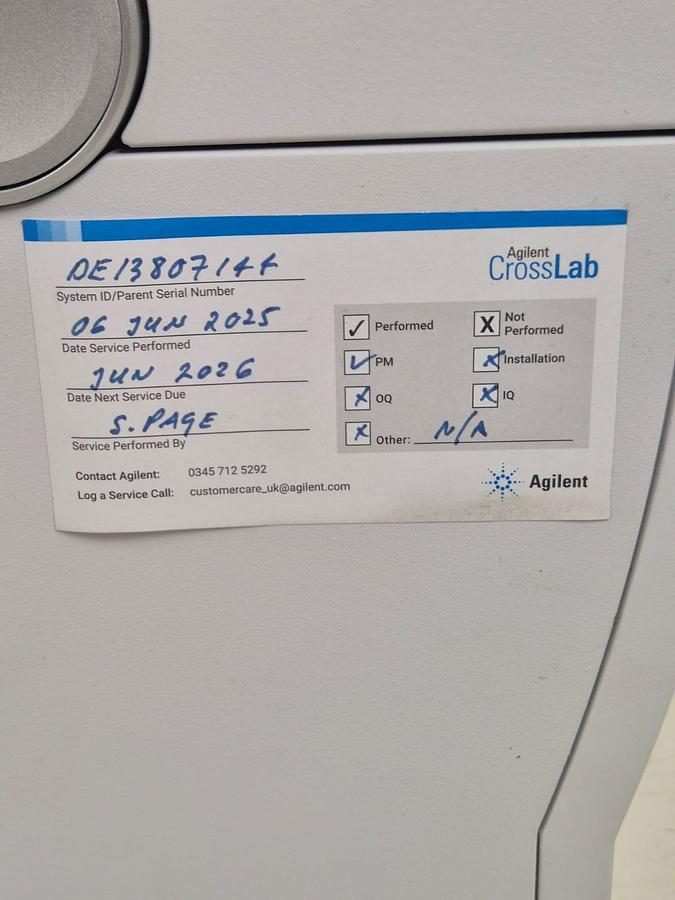 Agilent
CrossLab
DE13807144
System ID/Parent Serial Number
06 JUN 2025
Date Service Performed
JUN 2026
Date Next Service Due
S. PAGE
Service Performed By
Contact Agilent: 0345 712 5292
Log a Service Call: customercare_uk@agilent.com
✓ Performed
X Not
Performed
✓ PM
X Installation
X OQ
X IQ
X Other: N/A
Agilent